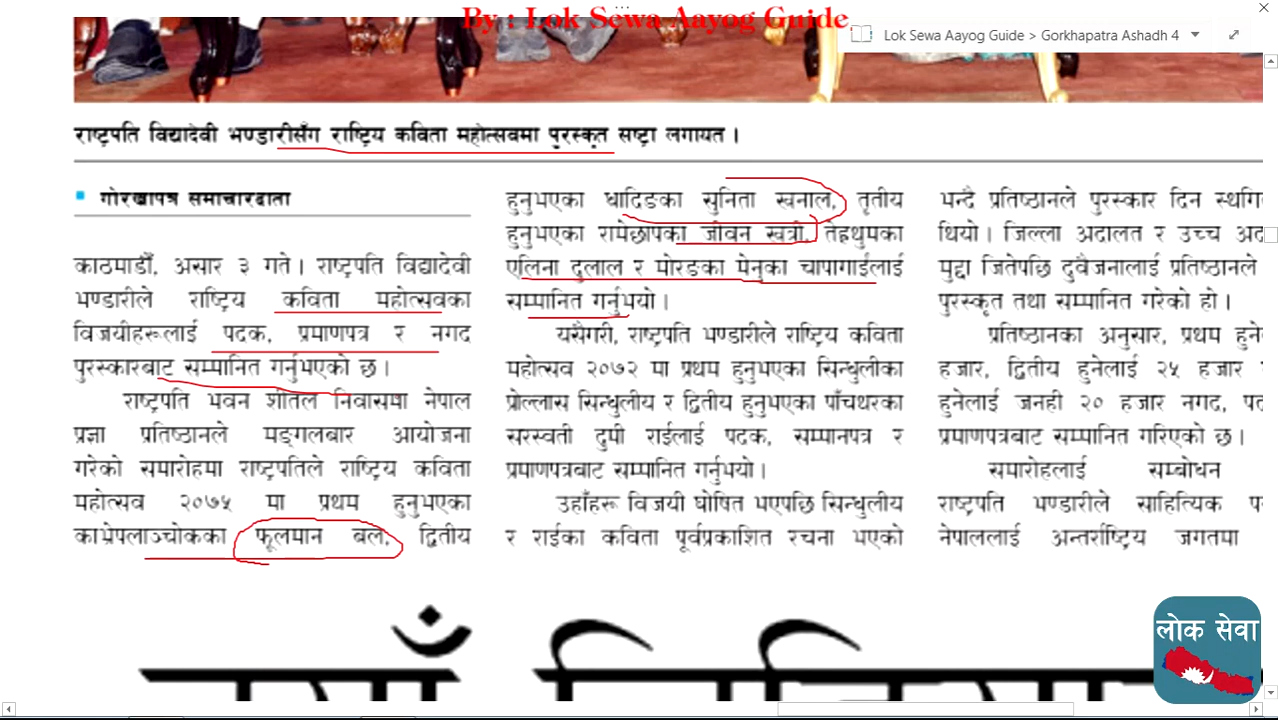 By : Lok Sewa Aayog Guide
Lok Sewa Aayog Guide > Gorkhapatra Ashadh 4
राष्ट्रपति विद्यादेवी भण्डारीसँग राष्ट्रिय कविता महोत्सवमा पुरस्कृत स्रष्टा लगायत ।
गोरखापत्र समाचारदाता
काठमाडौँ, असार ३ गते । राष्ट्रपति विद्यादेवी
भण्डारीले राष्ट्रिय कविता महोत्सवका
विजयीहरूलाई पदक, प्रमाणपत्र र नगद
पुरस्कारबाट सम्मानित गर्नुभएको छ ।
राष्ट्रपति भवन शीतल निवासमा नेपाल
प्रज्ञा प्रतिष्ठानले मङ्गलबार आयोजना
गरेको समारोहमा राष्ट्रपतिले राष्ट्रिय कविता
महोत्सव २०७५ मा प्रथम हुनुभएका
काभ्रेपलाञ्चोकका फूलमान बल, द्वितीय
हुनुभएका धादिङका सुनिता खनाल, तृतीय
हुनुभएका रामेछापका जीवन खत्री, तेह्रथुमका
एलिना दुलाल र मोरङका मेनुका चापागाईंलाई
सम्मानित गर्नुभयो ।
यसैगरी, राष्ट्रपति भण्डारीले राष्ट्रिय कविता
महोत्सव २०७२ मा प्रथम हुनुभएका सिन्धुलीका
प्रोल्लास सिन्धुलीय र द्वितीय हुनुभएका पाँचथरका
सरस्वती दुमी राईलाई पदक, सम्मानपत्र र
प्रमाणपत्रबाट सम्मानित गर्नुभयो ।
उहाँहरू विजयी घोषित भएपछि सिन्धुलीय
र राईका कविता पूर्वप्रकाशित रचना भएको
भन्दै प्रतिष्ठानले पुरस्कार दिन
थियो । जिल्ला अदालत र उच्च
मुद्दा जितेपछि दुवैजनालाई प्रतिष्ठानले
पुरस्कृत तथा सम्मानित गरेको हो ।
प्रतिष्ठानका अनुसार, प्रथम
हजार, द्वितीय हुनेलाई २५ हजार
हुनेलाई जनही २० हजार नगद,
प्रमाणपत्रबाट सम्मानित गरिएको छ ।
समारोहलाई सम्बोधन
राष्ट्रपति भण्डारीले साहित्यिक
नेपाललाई अन्तर्राष्ट्रिय जगतमा
लोक सेवा